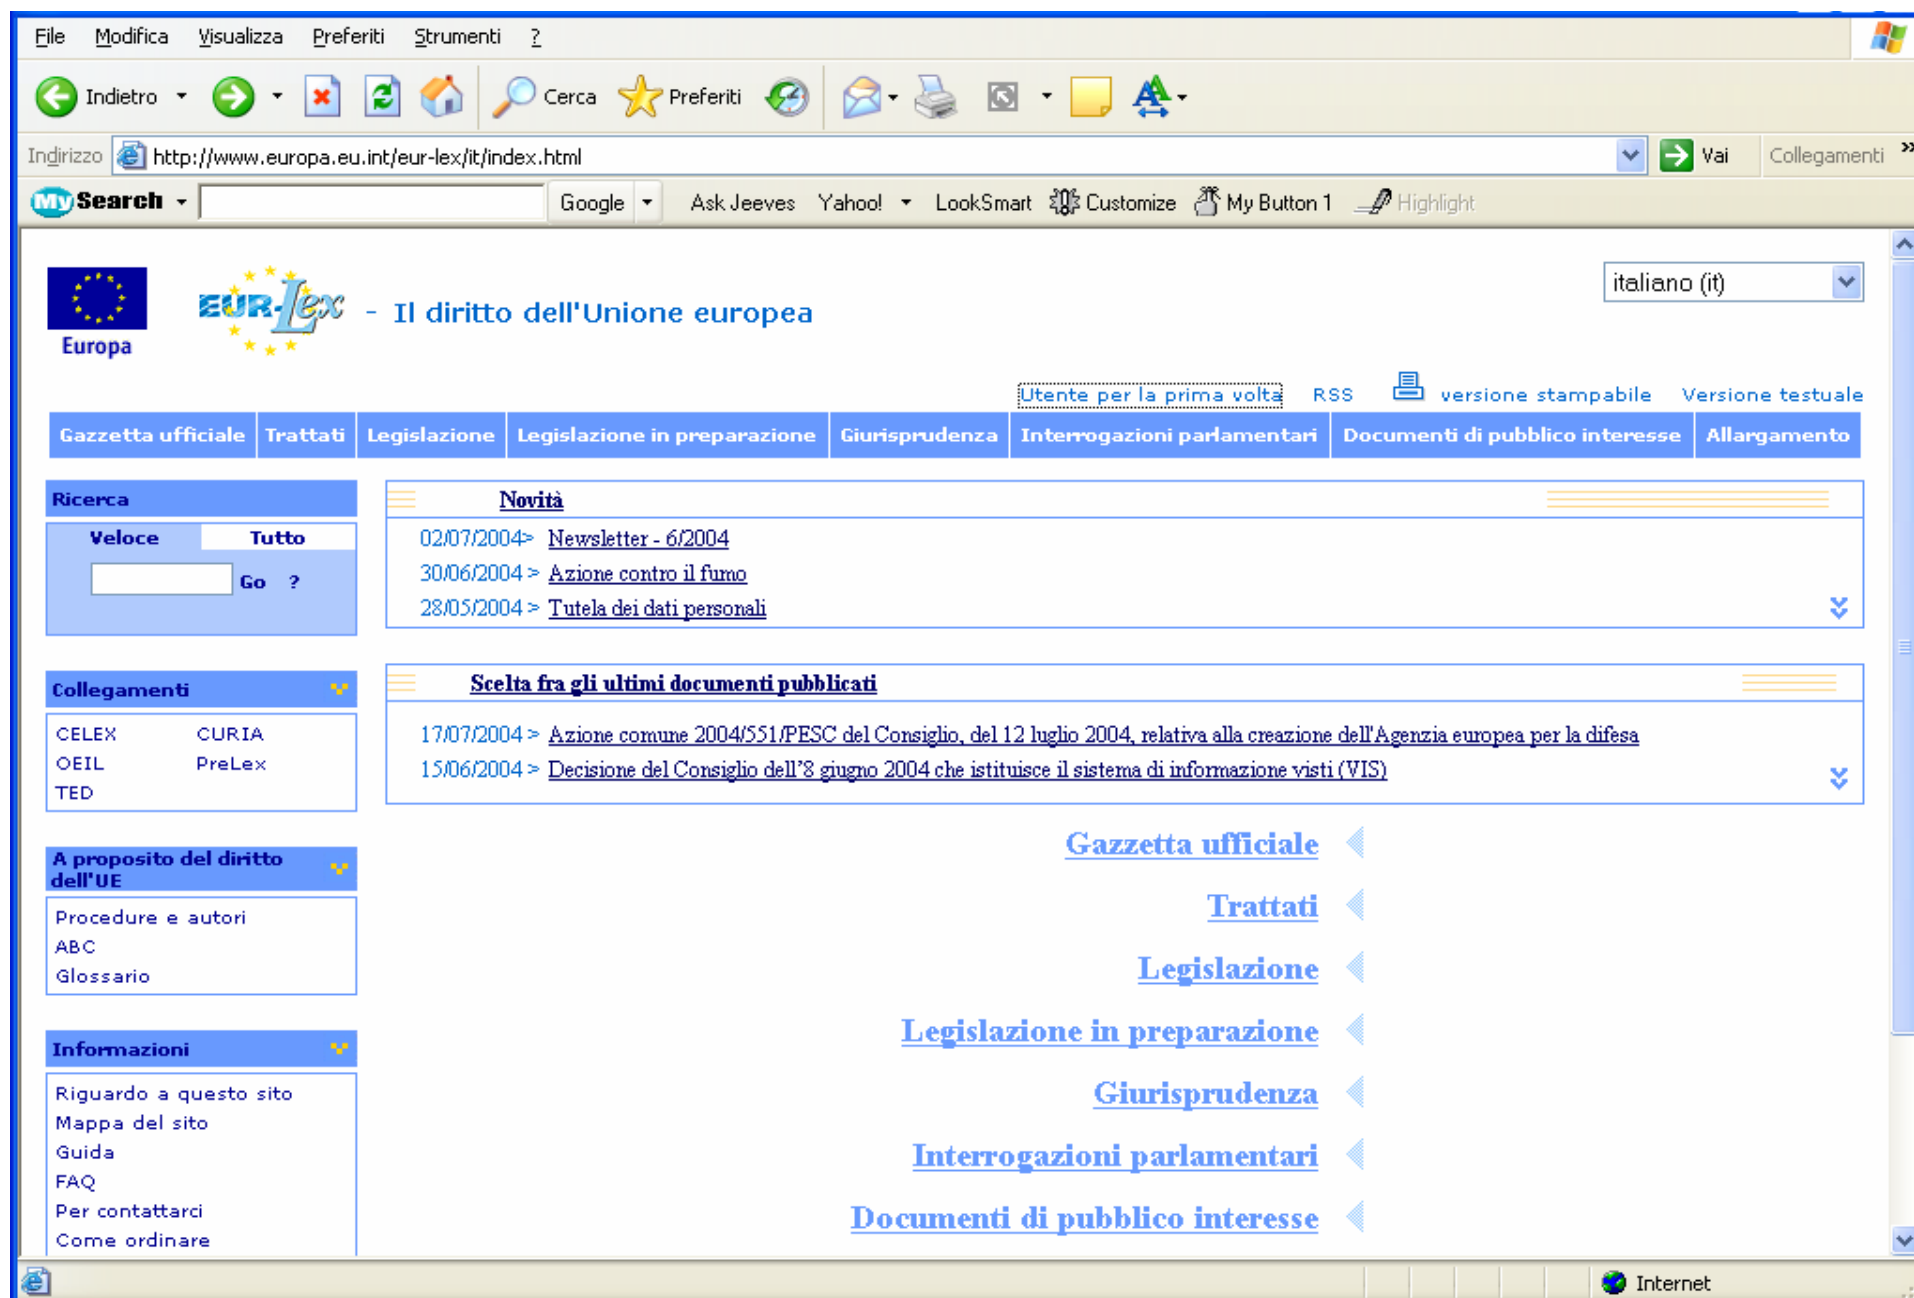 File Modifica Visualizza Preferiti Strumenti ?
Indietro Cerca Preferiti
Indirizzo http://www.europa.eu.int/eur-lex/it/index.html Vai Collegamenti »
My Search Google Ask Jeeves Yahoo! LookSmart Customize My Button 1 Highlight
italiano (it)
EUR-Lex - Il diritto dell'Unione europea
Europa
Utente per la prima volta RSS versione stampabile Versione testuale
Gazzetta ufficiale Trattati Legislazione Legislazione in preparazione Giurisprudenza Interrogazioni parlamentari Documenti di pubblico interesse Allargamento
Ricerca
Veloce Tutto
Go ?
Novità
02/07/2004> Newsletter - 6/2004
30/06/2004 > Azione contro il fumo
28/05/2004 > Tutela dei dati personali
Collegamenti
CELEX CURIA
OEIL PreLex
TED
Scelta fra gli ultimi documenti pubblicati
17/07/2004 > Azione comune 2004/551/PESC del Consiglio, del 12 luglio 2004, relativa alla creazione dell'Agenzia europea per la difesa
15/06/2004 > Decisione del Consiglio dell'8 giugno 2004 che istituisce il sistema di informazione visti (VIS)
A proposito del diritto
dell'UE
Procedure e autori
ABC
Glossario
Informazioni
Riguardo a questo sito
Mappa del sito
Guida
FAQ
Per contattarci
Come ordinare
Gazzetta ufficiale
Trattati
Legislazione
Legislazione in preparazione
Giurisprudenza
Interrogazioni parlamentari
Documenti di pubblico interesse
Internet